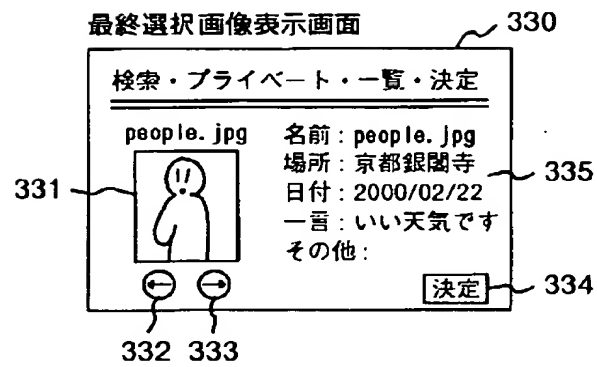 最終選択画像表示画面
330
検索・プライベート・一覧・決定
people.jpg
名前：people.jpg
場所：京都銀閣寺
日付：2000/02/22
一言：いい天気です
その他：
331
335
決定
334
332
333